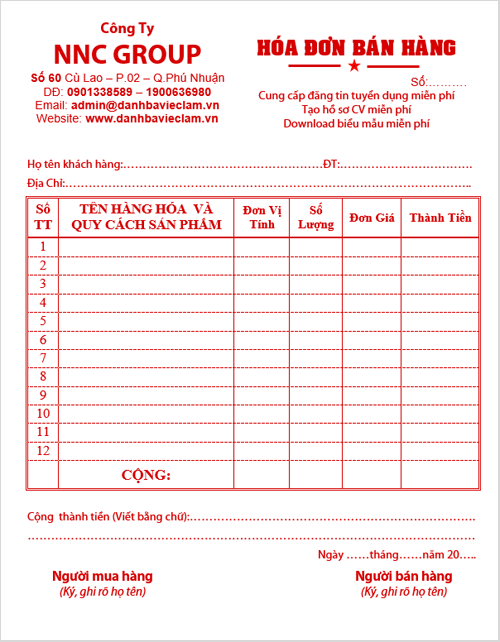 Công Ty
NNC GROUP
Số 60 Cù Lao – P.02 – Q.Phú Nhuận
DĐ: 0901338589 – 1900636980
Email: admin@danhbavieclam.vn
Website: www.danhbavieclam.vn
HÓA ĐƠN BÁN HÀNG
Số:……….
Cung cấp đăng tin tuyển dụng miễn phí
Tạo hồ sơ CV miễn phí
Download biểu mẫu miễn phí
Họ tên khách hàng:……………………………………………ĐT:……………………………
Địa Chỉ:……………………………………………………………………………………………..
Số TT TÊN HÀNG HÓA VÀ QUY CÁCH SẢN PHẨM Đơn Vị Tính Số Lượng Đơn Giá Thành Tiền
1
2
3
4
5
6
7
8
9
10
11
12
CỘNG:
Cộng thành tiền (Viết bằng chữ):………………………………………………………………
……………………………………………………………………………………………………
Ngày ……tháng……năm 20…..
Người mua hàng Người bán hàng
(Ký, ghi rõ họ tên) (Ký, ghi rõ họ tên)